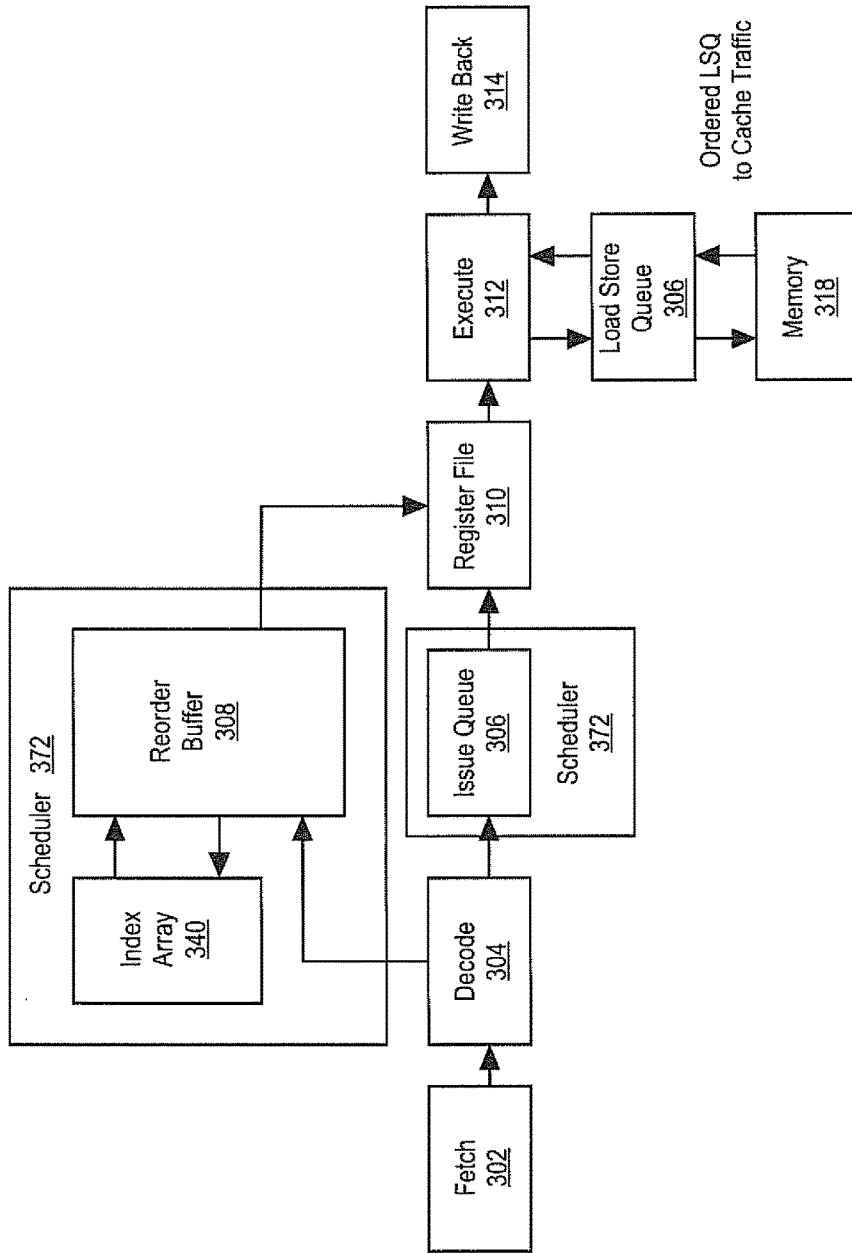 Scheduler 372
Index
Array
340
Reorder
Buffer
308
Fetch
302
Decode
304
Issue Queue
306
Scheduler
372
Register File
310
Execute
312
Write Back
314
Load Store
Queue
306
Memory
318
Ordered LSQ
to Cache Traffic